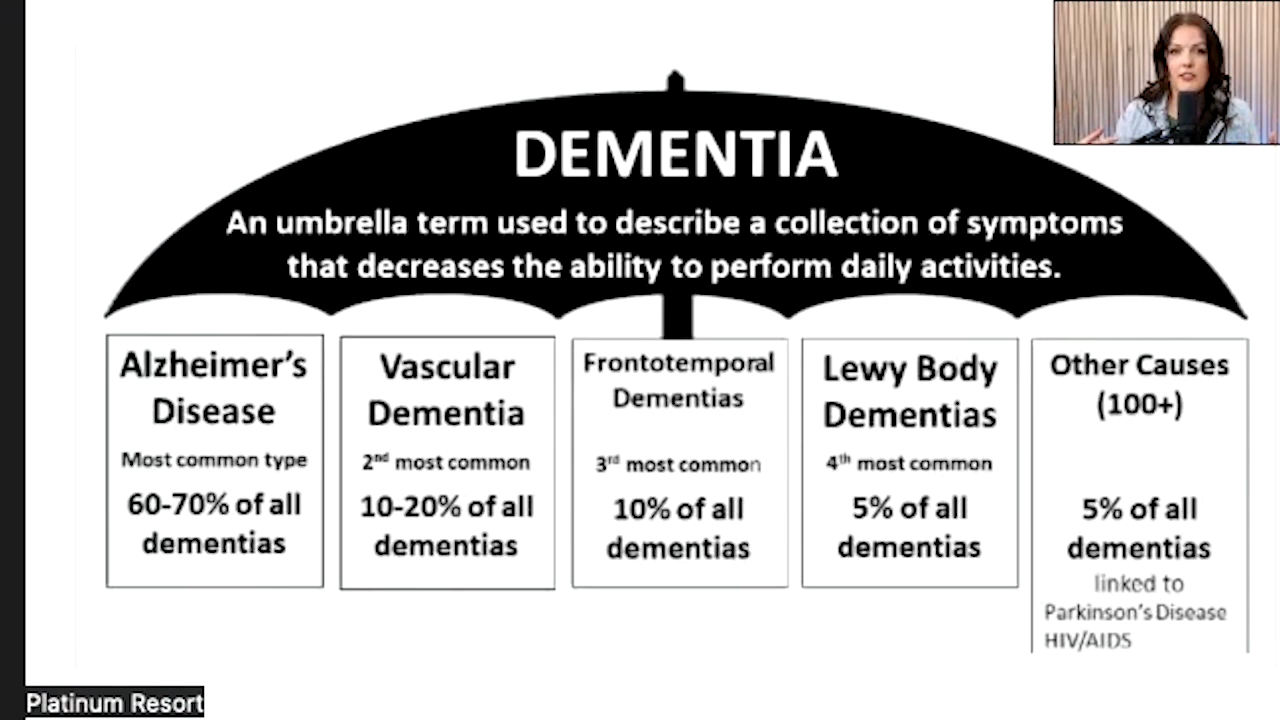 DEMENTIA
An umbrella term used to describe a collection of symptoms
that decreases the ability to perform daily activities.
Alzheimer's
Disease
Most common type
60-70% of all
dementias
Vascular
Dementia
2nd most common
10-20% of all
dementias
Frontotemporal
Dementias
3rd most common
10% of all
dementias
Lewy Body
Dementias
4th most common
5% of all
dementias
Other Causes
(100+)
5% of all
dementias
linked to
Parkinson's Disease
HIV/AIDS
Platinum Resort